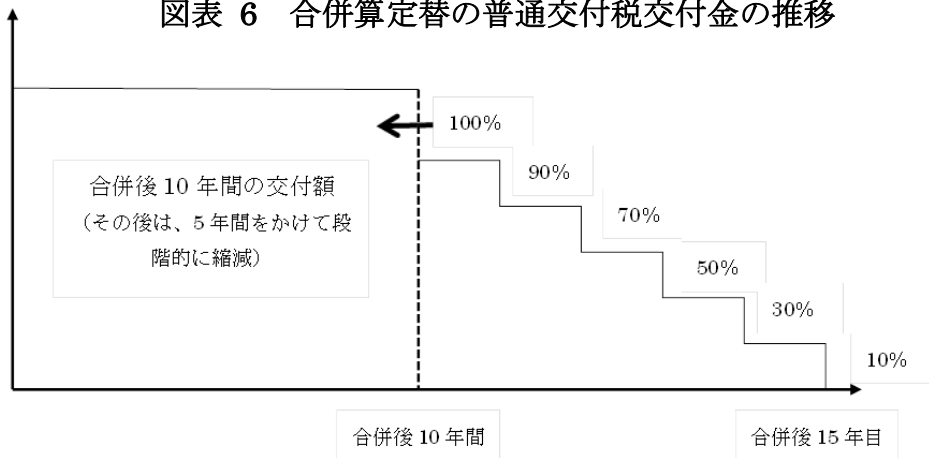 図表 6 合併算定替の普通交付税交付金の推移
100%
90%
70%
50%
30%
10%
合併後 10 年間の交付額
（その後は、5 年間をかけて段
階的に縮減）
合併後 10 年間
合併後 15 年目